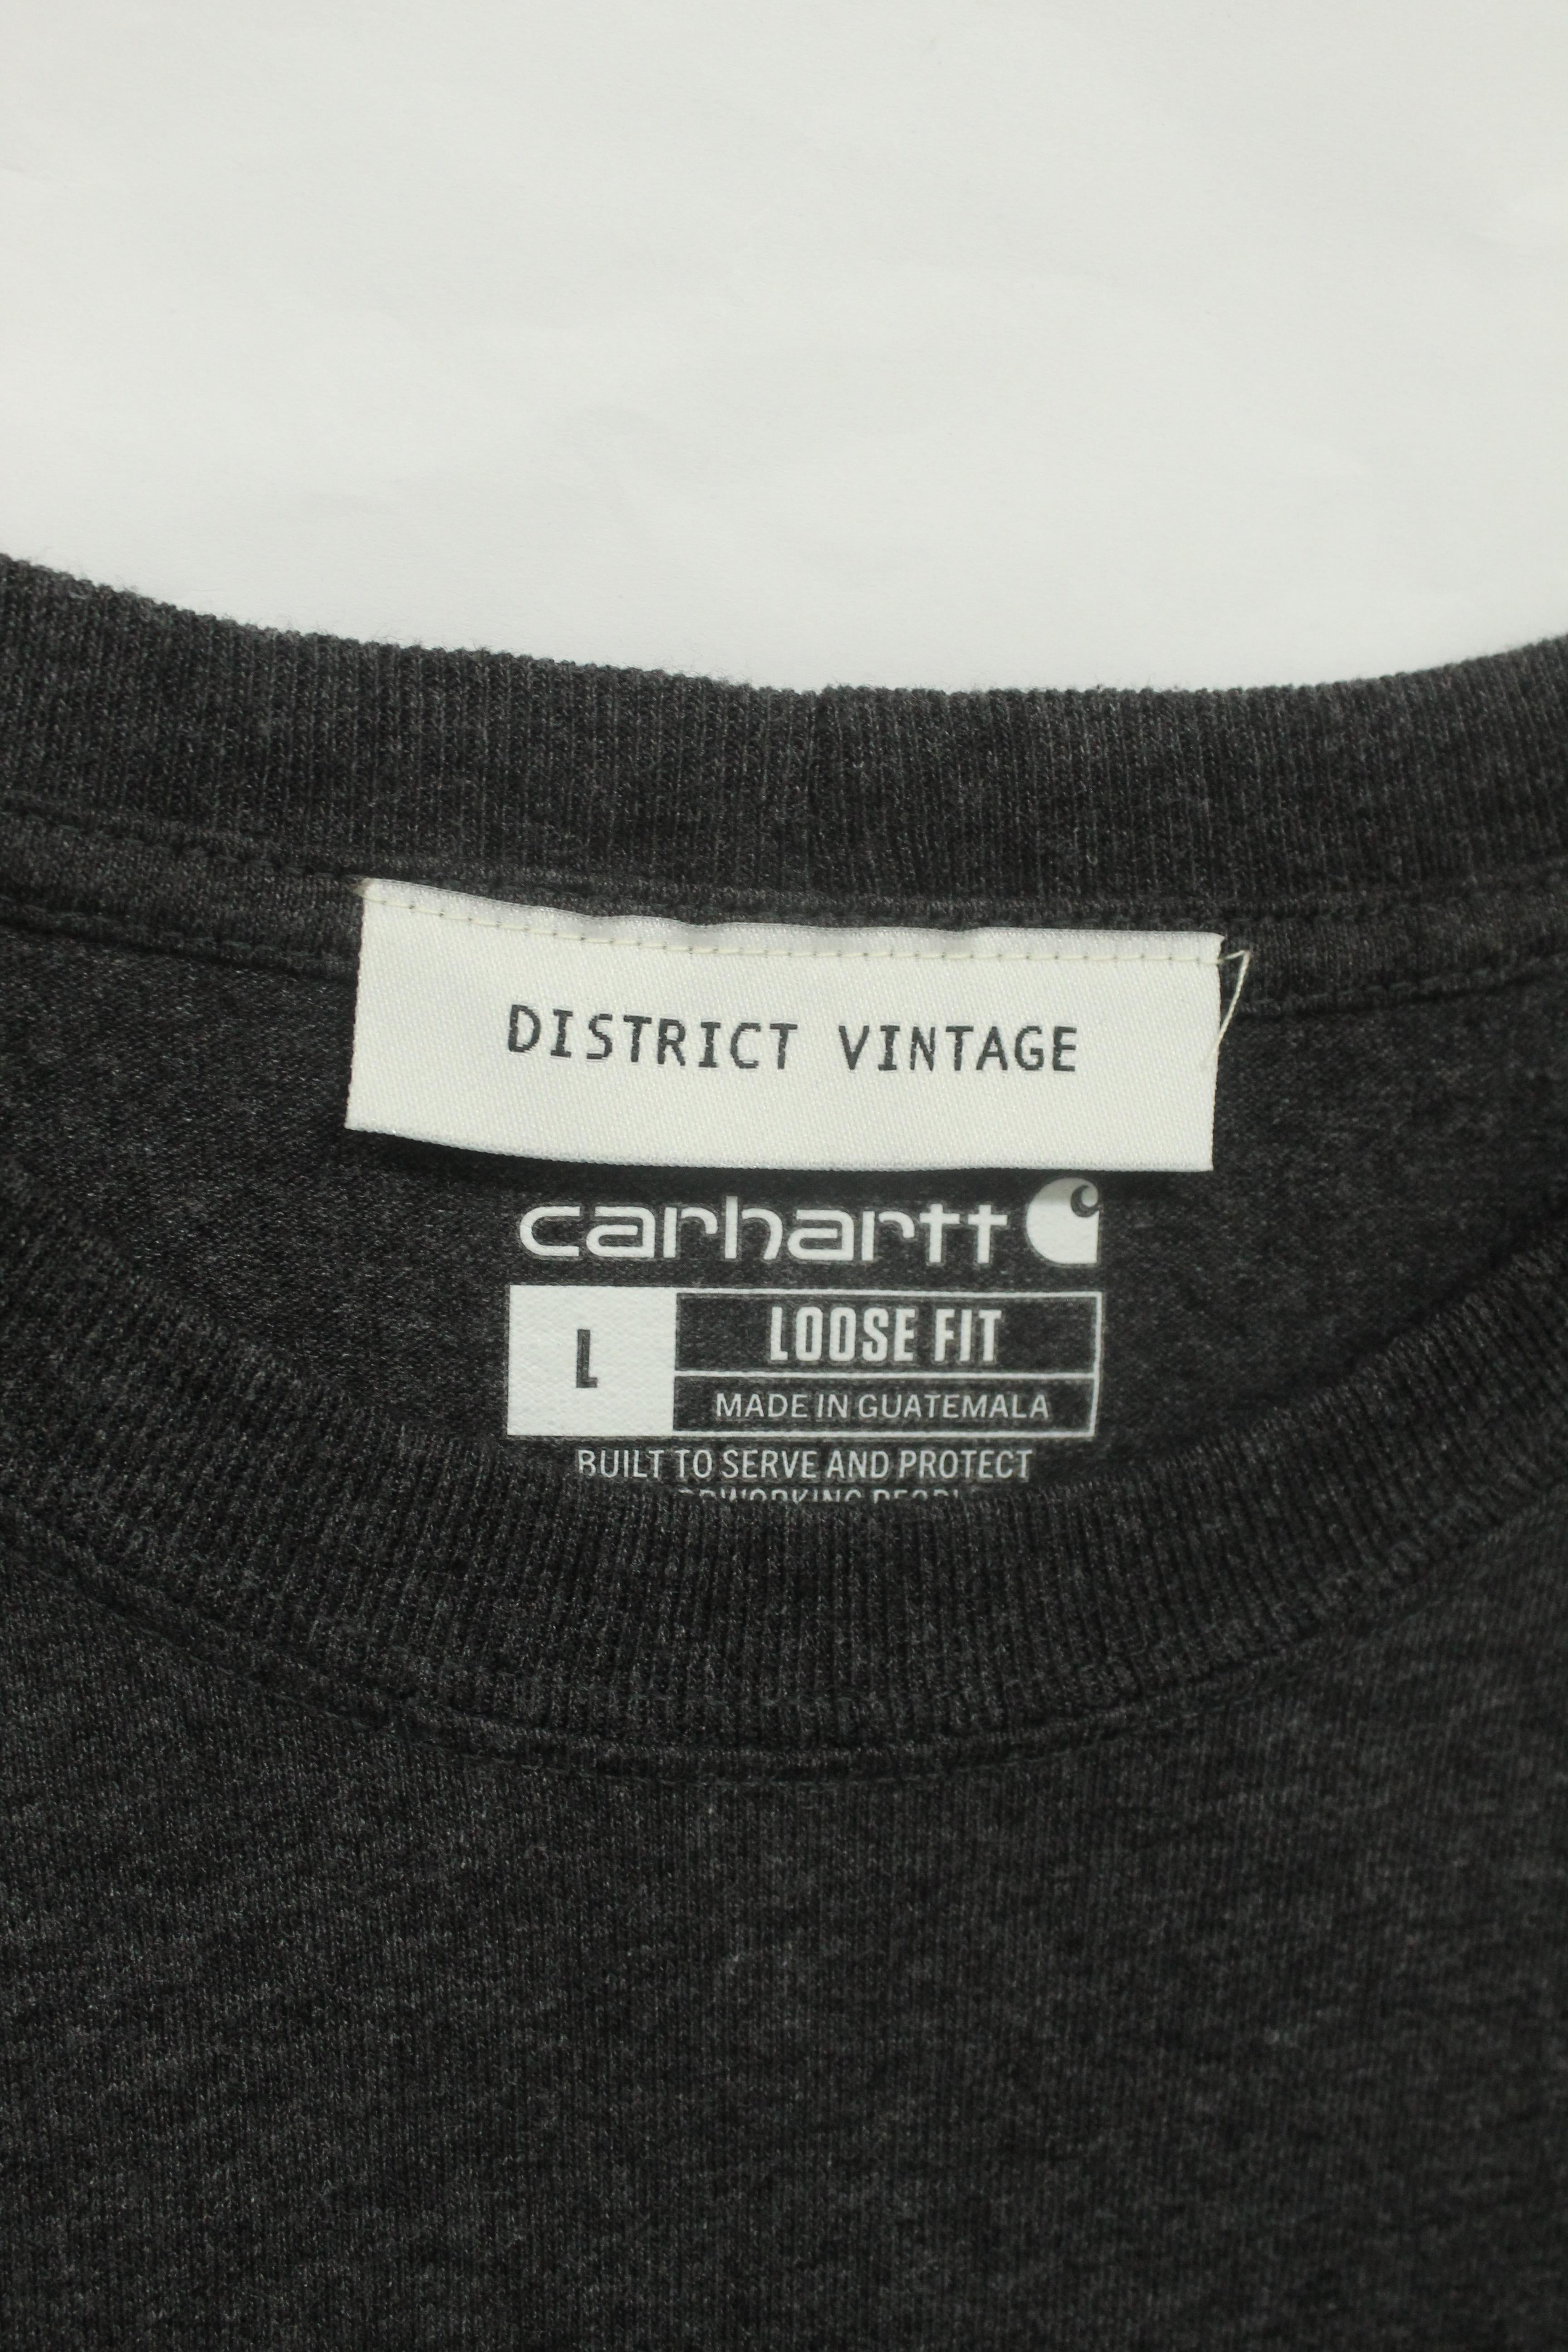 DISTRICT VINTAGE
carhartt
L
LOOSE FIT
MADE IN GUATEMALA
BUILT TO SERVE AND PROTECT